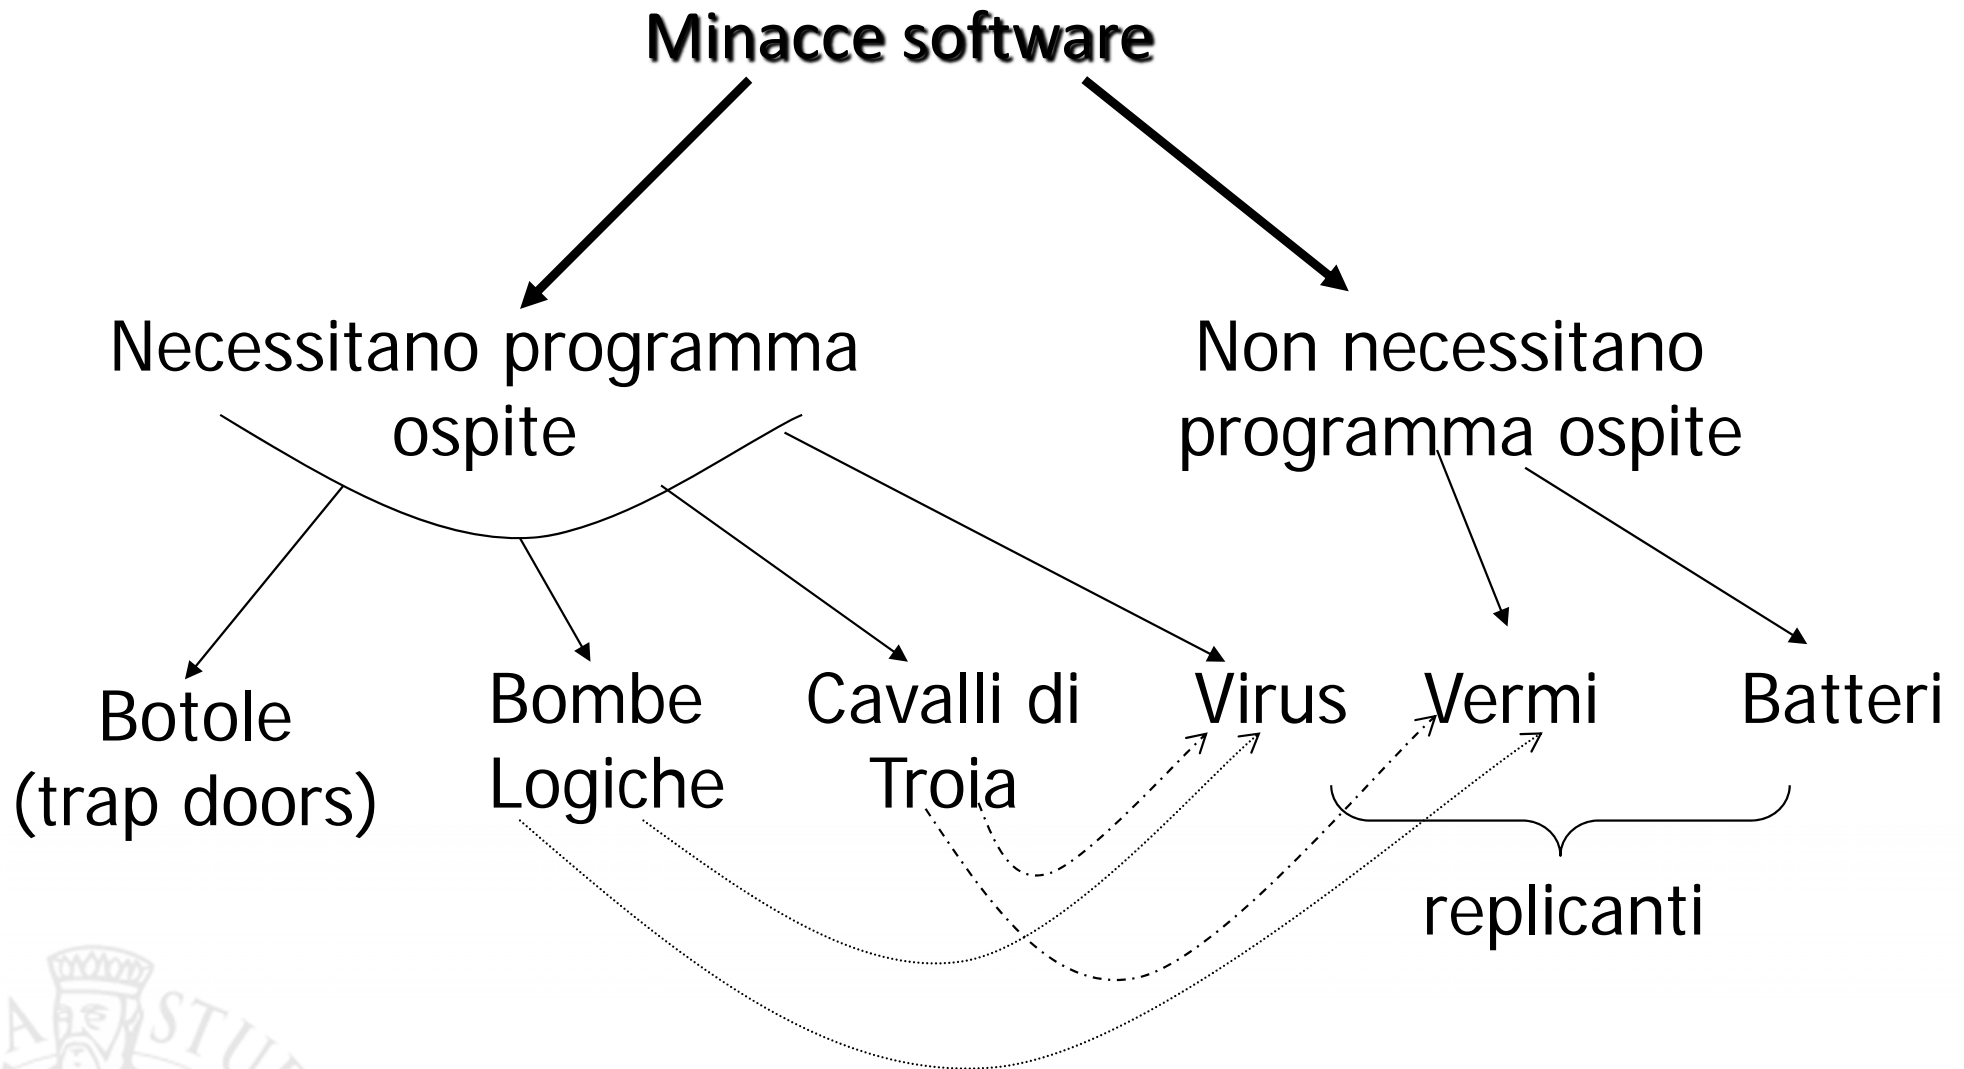 Minacce software
Necessitano programma
ospite
Non necessitano
programma ospite
Botole
(trap doors)
Bombe
Logiche
Cavalli di
Troia
Virus
Vermi
Batteri
replicanti
A STU